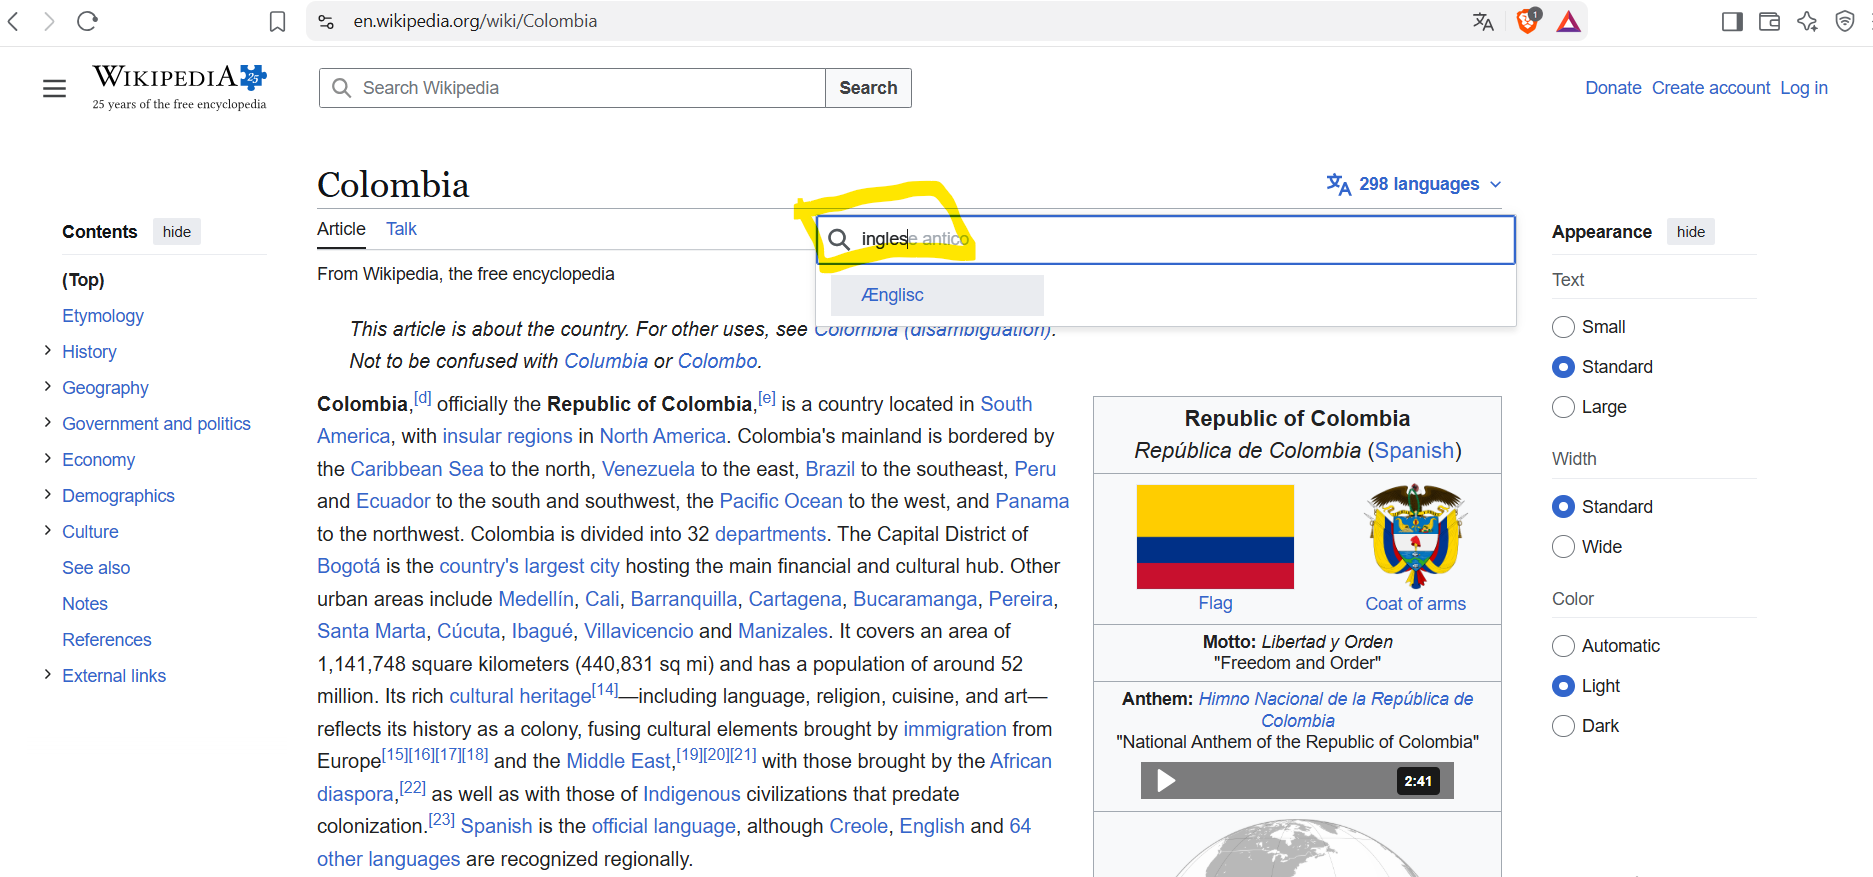 en.wikipedia.org/wiki/Colombia
1
WIKIPEDIA 25
25 years of the free encyclopedia
Search Wikipedia
Search
Donate Create account Log in
Colombia
298 languages
Article Talk
inglese antico
Ænglisc
From Wikipedia, the free encyclopedia
This article is about the country. For other uses, see Colombia (disambiguation).
Not to be confused with Columbia or Colombo.
Contents hide
(Top)
Etymology
History
Geography
Government and politics
Economy
Demographics
Culture
See also
Notes
References
External links
Colombia,[d] officially the Republic of Colombia,[e] is a country located in South
America, with insular regions in North America. Colombia's mainland is bordered by
the Caribbean Sea to the north, Venezuela to the east, Brazil to the southeast, Peru
and Ecuador to the south and southwest, the Pacific Ocean to the west, and Panama
to the northwest. Colombia is divided into 32 departments. The Capital District of
Bogotá is the country's largest city hosting the main financial and cultural hub. Other
urban areas include Medellín, Cali, Barranquilla, Cartagena, Bucaramanga, Pereira,
Santa Marta, Cúcuta, Ibagué, Villavicencio and Manizales. It covers an area of
1,141,748 square kilometers (440,831 sq mi) and has a population of around 52
million. Its rich cultural heritage[14]—including language, religion, cuisine, and art—
reflects its history as a colony, fusing cultural elements brought by immigration from
Europe[15][16][17][18] and the Middle East,[19][20][21] with those brought by the African
diaspora,[22] as well as with those of Indigenous civilizations that predate
colonization.[23] Spanish is the official language, although Creole, English and 64
other languages are recognized regionally.
Republic of Colombia
República de Colombia (Spanish)
Flag
Coat of arms
Motto: Libertad y Orden
"Freedom and Order"
Anthem: Himno Nacional de la República de
Colombia
"National Anthem of the Republic of Colombia"
2:41
Appearance hide
Text
Small
Standard
Large
Width
Standard
Wide
Color
Automatic
Light
Dark